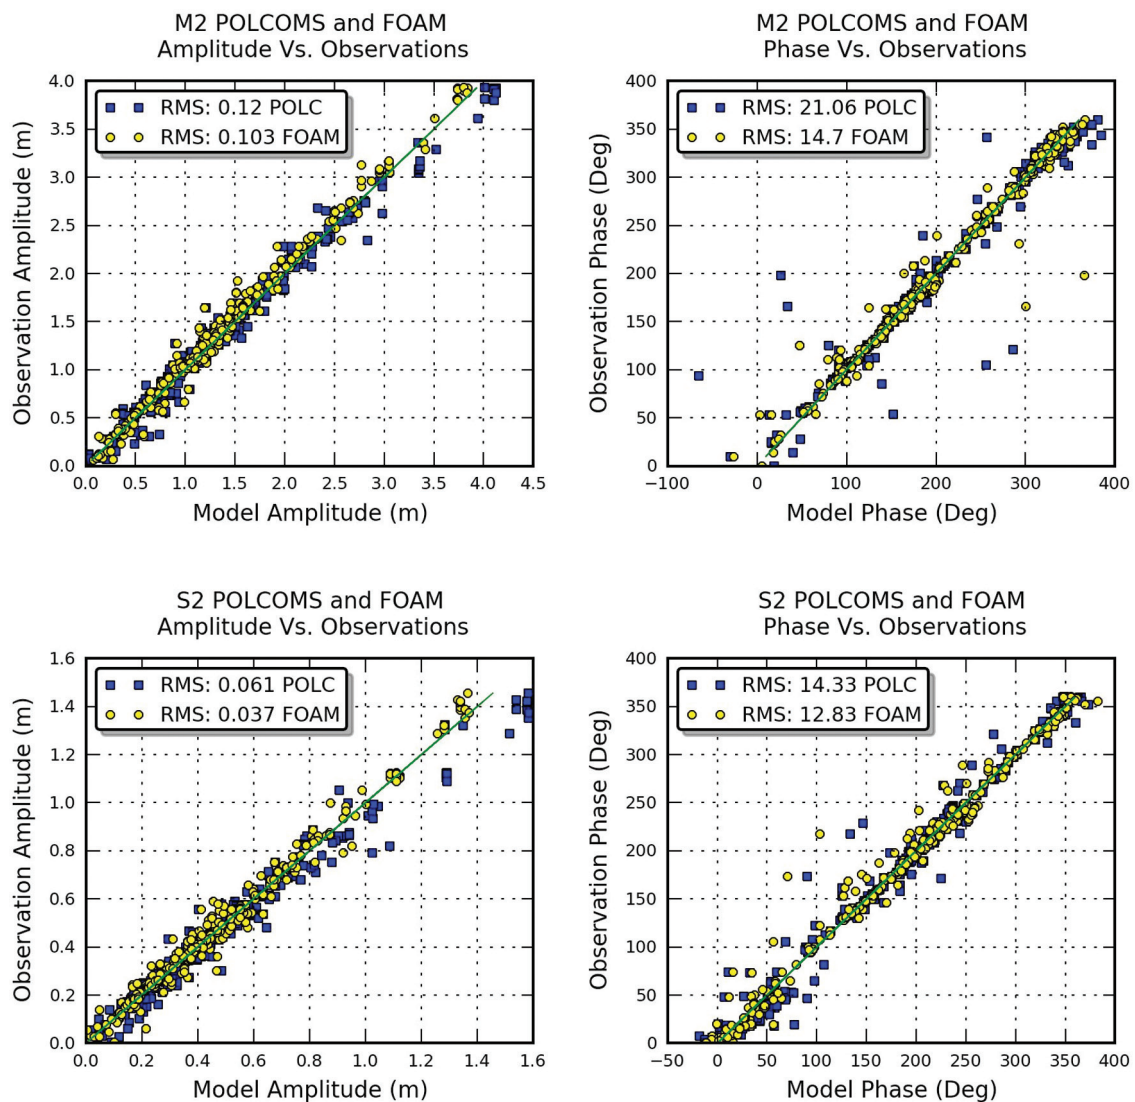 M2 POLCOMS and FOAM
Amplitude Vs. Observations
4.0
3.5
3.0
2.5
2.0
1.5
1.0
0.5
0.0
Observation Amplitude (m)
RMS: 0.12 POLC
RMS: 0.103 FOAM
0.0 0.5 1.0 1.5 2.0 2.5 3.0 3.5 4.0 4.5
Model Amplitude (m)
M2 POLCOMS and FOAM
Phase Vs. Observations
400
350
300
250
200
150
100
50
0
Observation Phase (Deg)
RMS: 21.06 POLC
RMS: 14.7 FOAM
−100 0 100 200 300 400
Model Phase (Deg)
S2 POLCOMS and FOAM
Amplitude Vs. Observations
1.6
1.4
1.2
1.0
0.8
0.6
0.4
0.2
0.0
Observation Amplitude (m)
RMS: 0.061 POLC
RMS: 0.037 FOAM
0.0 0.2 0.4 0.6 0.8 1.0 1.2 1.4 1.6
Model Amplitude (m)
S2 POLCOMS and FOAM
Phase Vs. Observations
400
350
300
250
200
150
100
50
0
Observation Phase (Deg)
RMS: 14.33 POLC
RMS: 12.83 FOAM
−50 0 50 100 150 200 250 300 350 400
Model Phase (Deg)